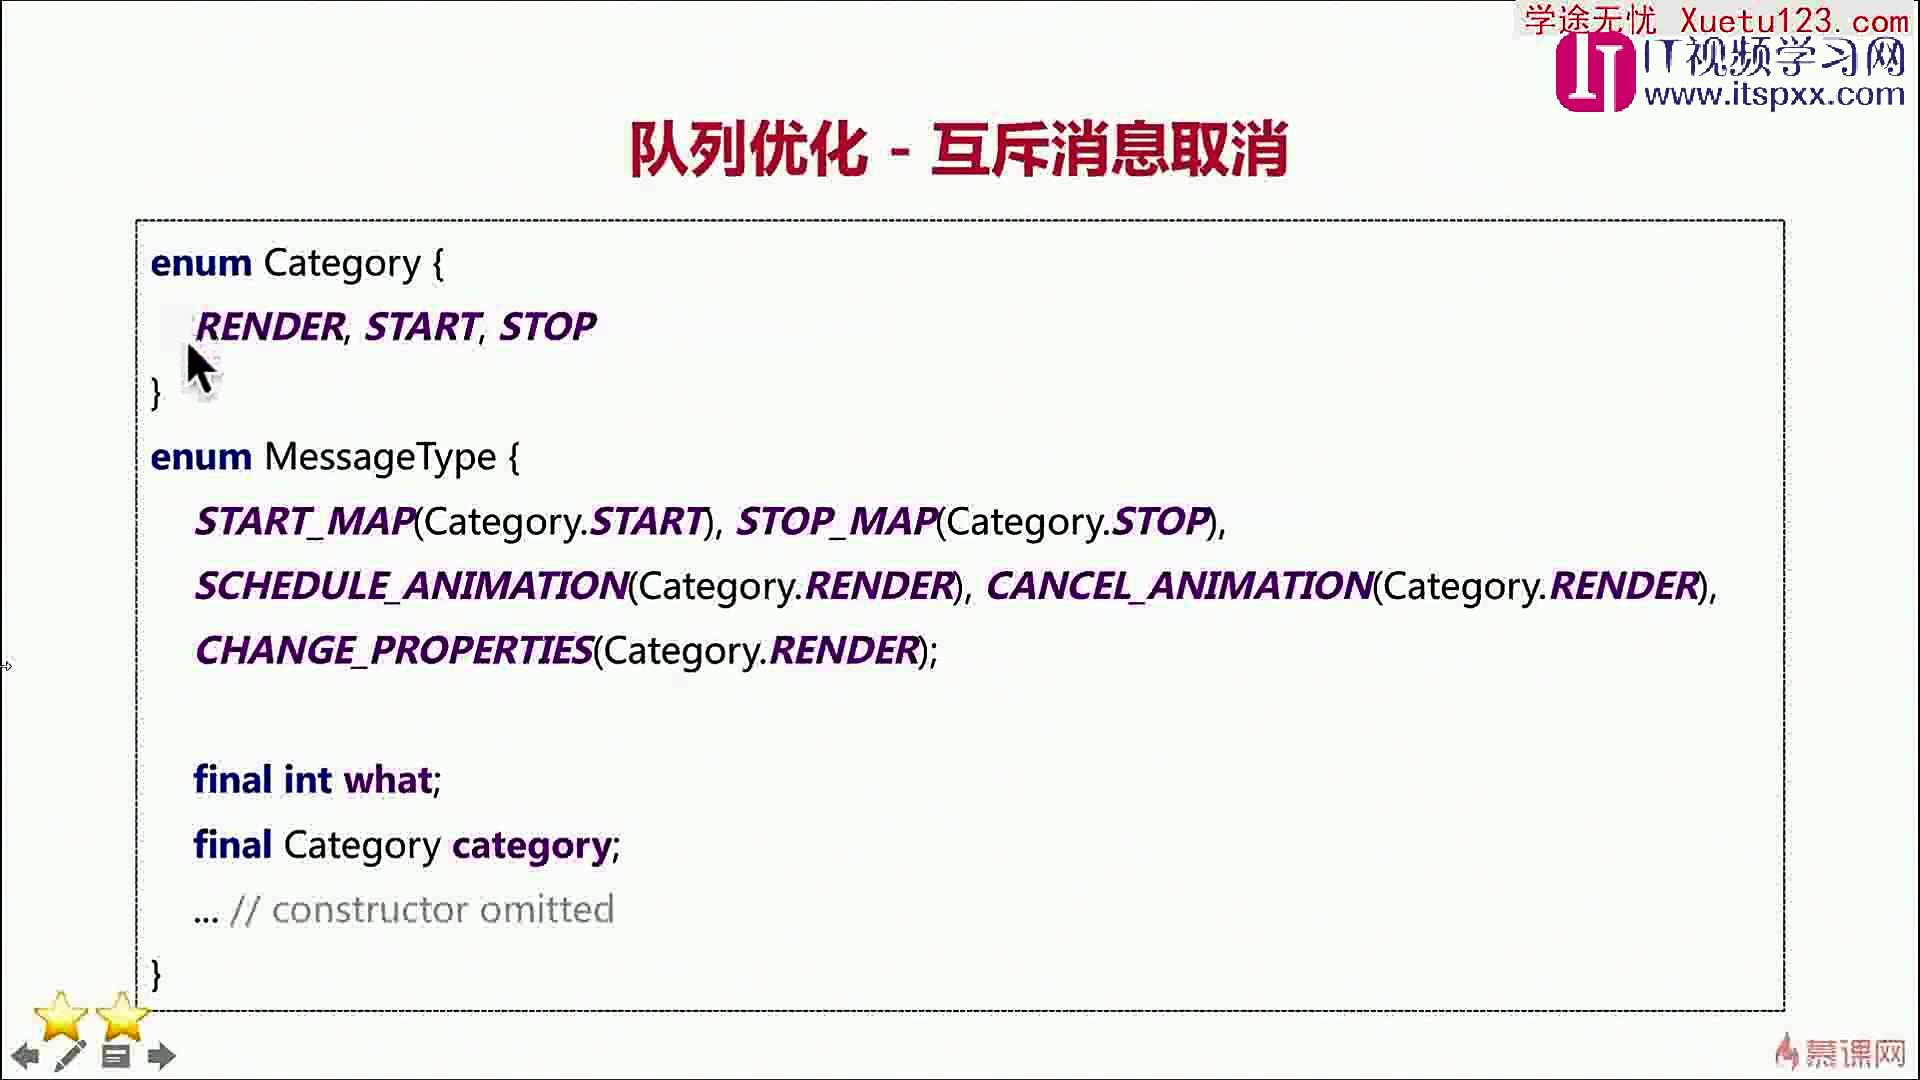 学途无忧 Xuetu123.com
IT视频学习网
www.itspxx.com
队列优化 - 互斥消息取消
enum Category {
RENDER, START, STOP
}
enum MessageType {
START_MAP(Category.START), STOP_MAP(Category.STOP),
SCHEDULE_ANIMATION(Category.RENDER), CANCEL_ANIMATION(Category.RENDER),
CHANGE_PROPERTIES(Category.RENDER);
final int what;
final Category category;
... // constructor omitted
}
慕课网